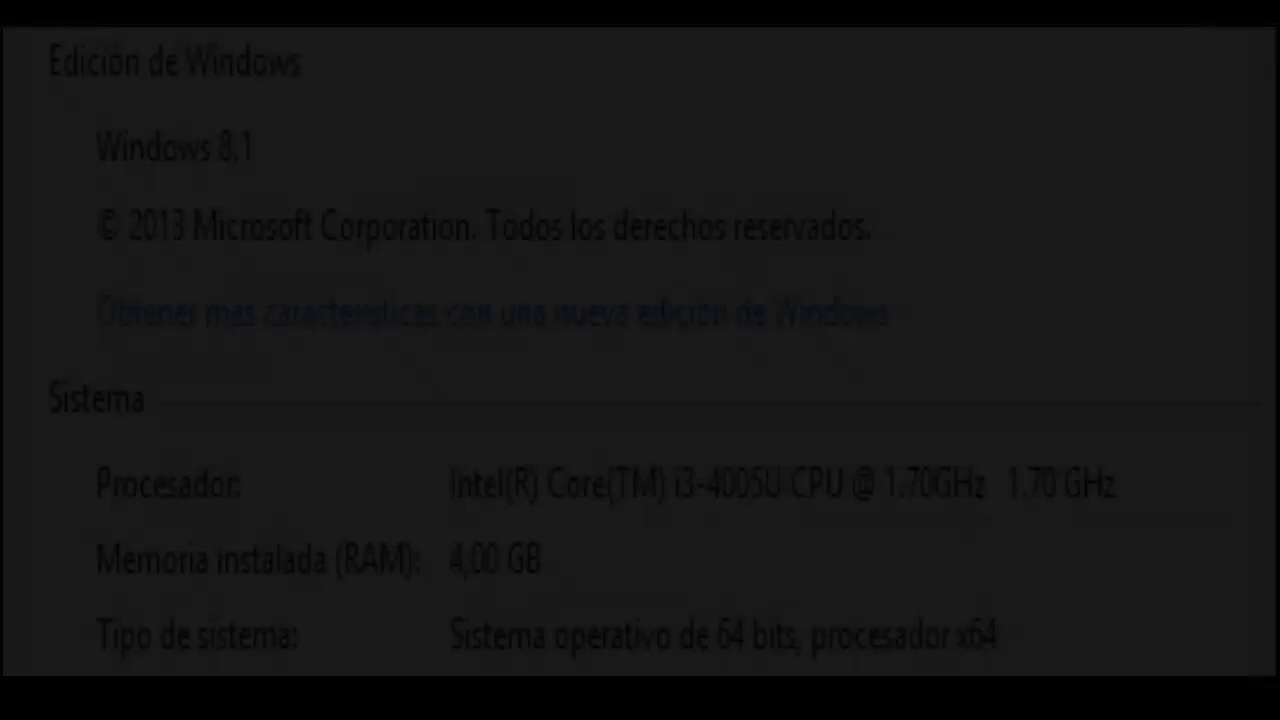 Edición de Windows
Windows 8.1
© 2013 Microsoft Corporation. Todos los derechos reservados.
Obtener más características con una nueva edición de Windows
Sistema
Procesador: Intel(R) Core(TM) i3-4005U CPU @ 1.70GHz 1.70 GHz
Memoria instalada (RAM): 4,00 GB
Tipo de sistema: Sistema operativo de 64 bits, procesador x64